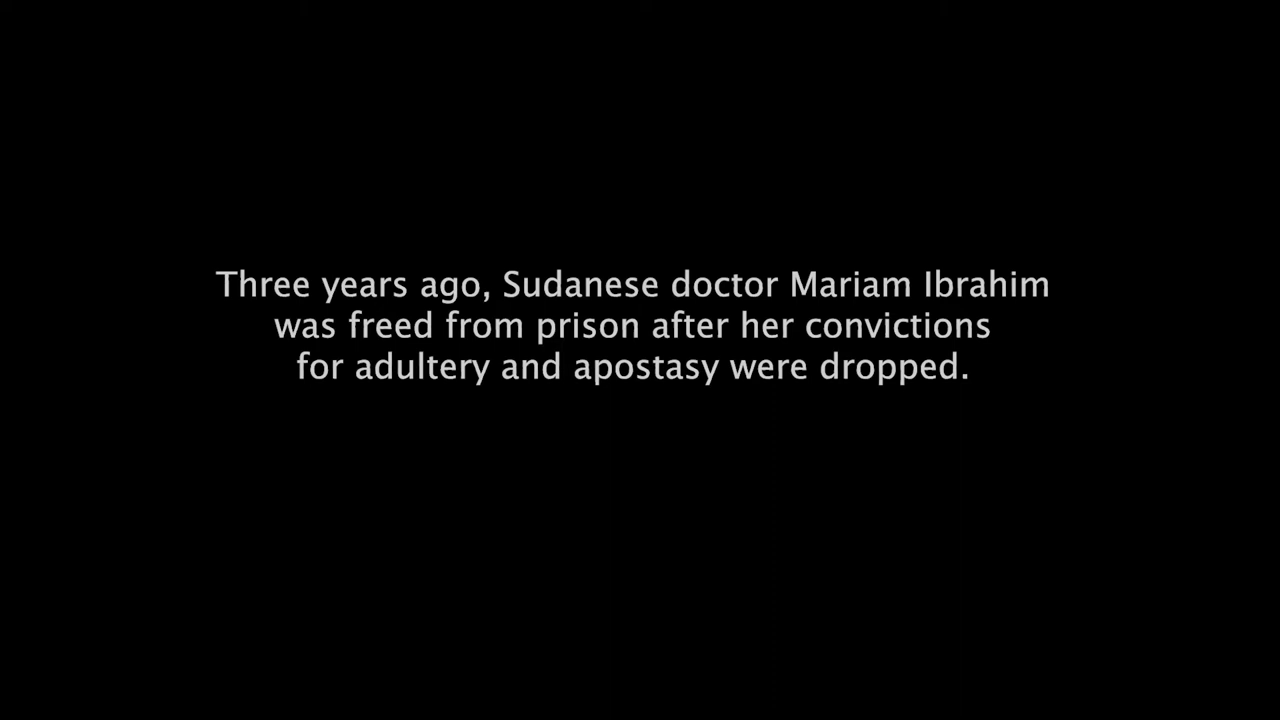 Three years ago, Sudanese doctor Mariam Ibrahim
was freed from prison after her convictions
for adultery and apostasy were dropped.